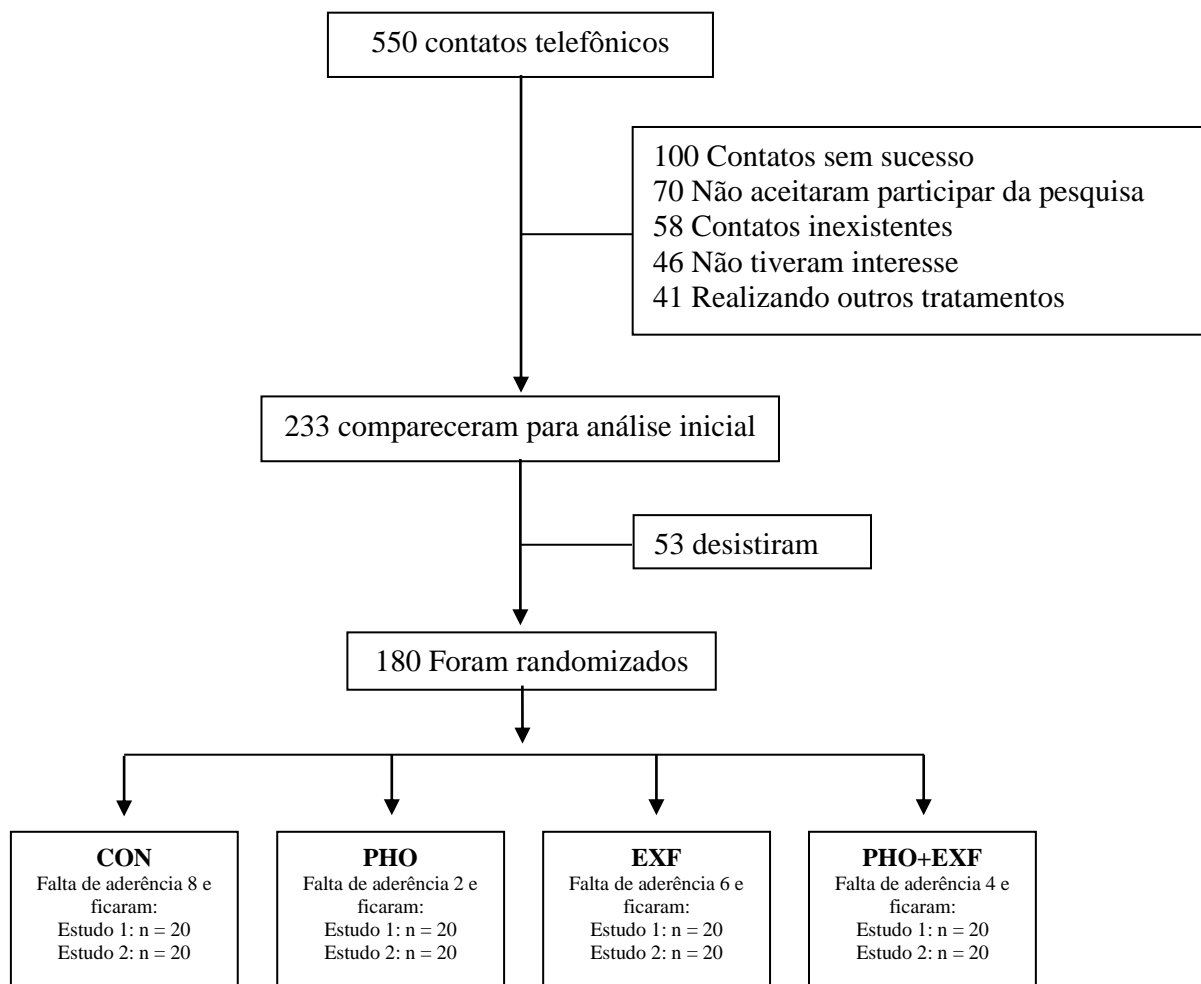 550 contatos telefônicos
100 Contatos sem sucesso
70 Não aceitaram participar da pesquisa
58 Contatos inexistentes
46 Não tiveram interesse
41 Realizando outros tratamentos
233 compareceram para análise inicial
53 desistiram
180 Foram randomizados
CON
Falta de aderência 8 e
ficaram:
Estudo 1: n = 20
Estudo 2: n = 20
PHO
Falta de aderência 2 e
ficaram:
Estudo 1: n = 20
Estudo 2: n = 20
EXF
Falta de aderência 6 e
ficaram:
Estudo 1: n = 20
Estudo 2: n = 20
PHO+EXF
Falta de aderência 4 e
ficaram:
Estudo 1: n = 20
Estudo 2: n = 20